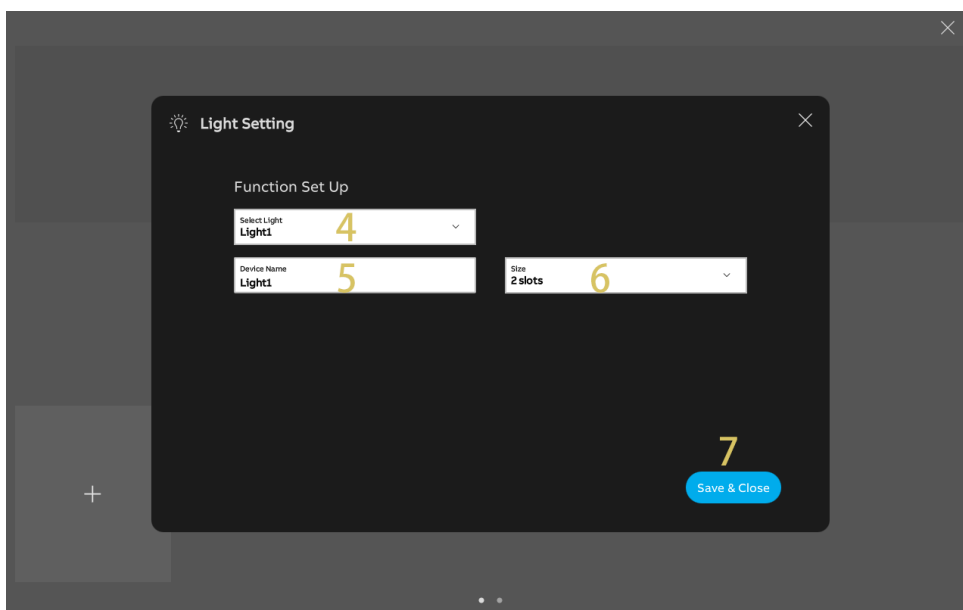 Light Setting
Function Set Up
Select Light
Light1
4
Device Name
Light1
5
Size
2 slots
6
7
Save & Close